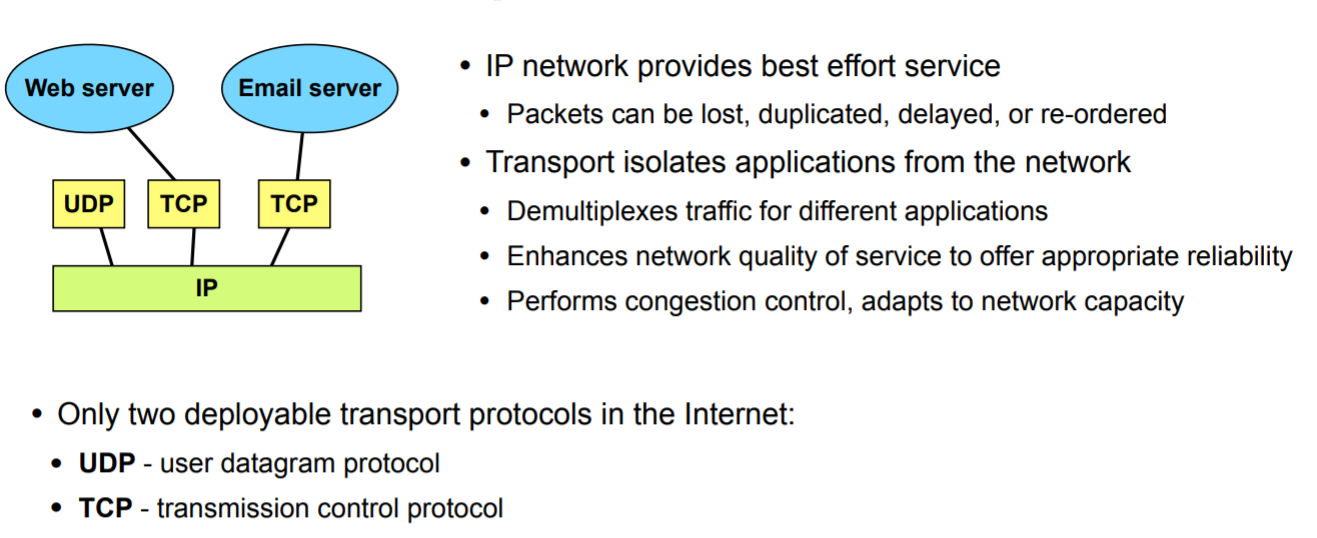 Web server
Email server
UDP
TCP
TCP
IP
• IP network provides best effort service
• Packets can be lost, duplicated, delayed, or re-ordered
• Transport isolates applications from the network
• Demultiplexes traffic for different applications
• Enhances network quality of service to offer appropriate reliability
• Performs congestion control, adapts to network capacity
• Only two deployable transport protocols in the Internet:
• UDP - user datagram protocol
• TCP - transmission control protocol